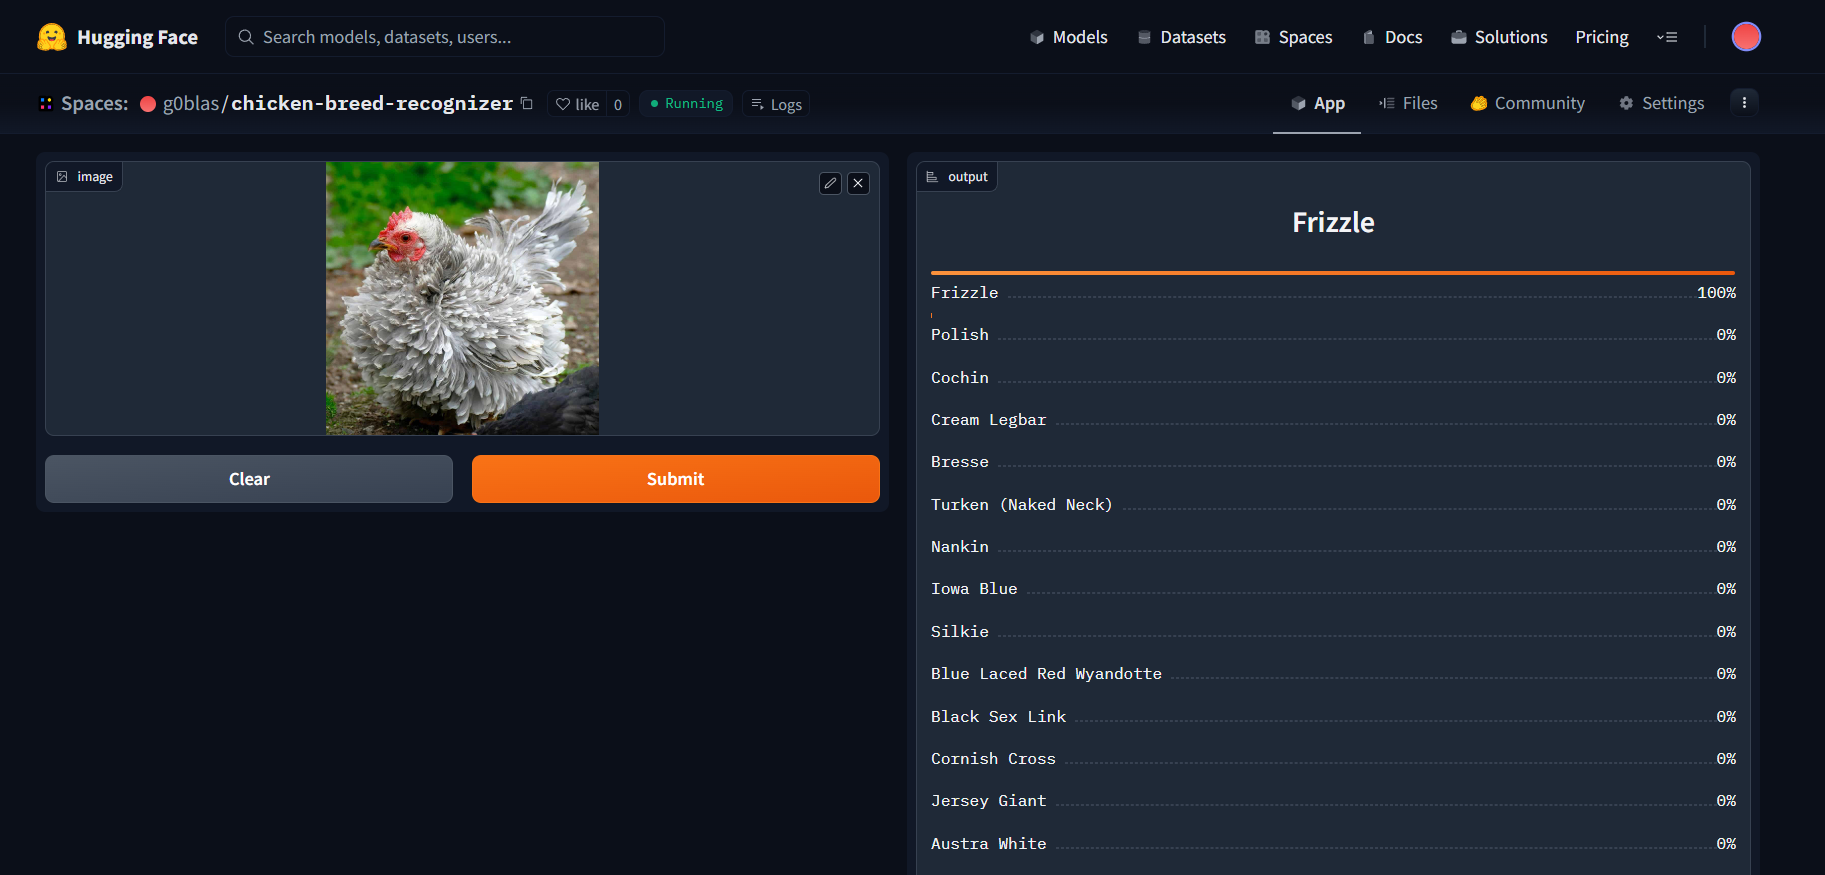 Hugging Face
Search models, datasets, users...
Models
Datasets
Spaces
Docs
Solutions
Pricing
Spaces:
g0blas/chicken-breed-recognizer
like
0
Running
Logs
App
Files
Community
Settings
image
Clear
Submit
output
Frizzle
Frizzle 100%
Polish 0%
Cochin 0%
Cream Legbar 0%
Bresse 0%
Turken (Naked Neck) 0%
Nankin 0%
Iowa Blue 0%
Silkie 0%
Blue Laced Red Wyandotte 0%
Black Sex Link 0%
Cornish Cross 0%
Jersey Giant 0%
Austra White 0%